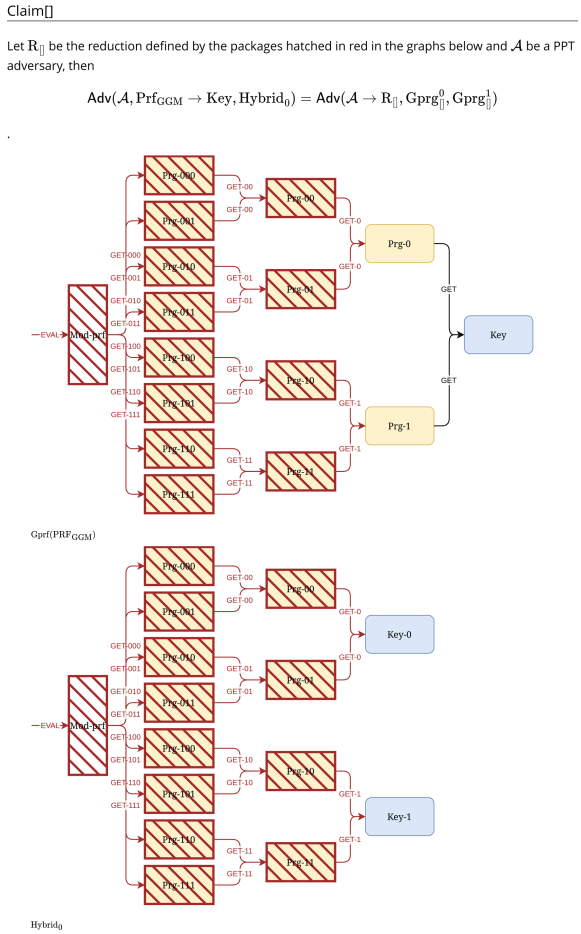 Claim[]
Let R[] be the reduction defined by the packages hatched in red in the graphs below and 𝒜 be a PPT
adversary, then
Adv(𝒜, Prf_GGM → Key, Hybrid_0) = Adv(𝒜 → R[], Gprg^0_[], Gprg^1_[])
.
Prg-000
GET-00
Prg-00
Prg-001
GET-00
GET-0
Prg-0
GET-000
GET-001
Prg-010
GET-01
GET-0
GET
Prg-01
GET-010
Prg-011
GET-01
GET-011
EVAL
Mod-prf
Key
GET-100
GET-101
Prg-100
GET-10
Prg-10
GET
GET-110
Prg-101
GET-10
GET-1
GET-111
Prg-1
Prg-110
GET-11
GET-1
Prg-11
Prg-111
GET-11
Gprf(PRF_GGM)
Prg-000
GET-00
Prg-00
Prg-001
GET-00
GET-0
Key-0
GET-000
GET-001
Prg-010
GET-01
GET-0
Prg-01
GET-010
Prg-011
GET-01
GET-011
EVAL
Mod-prf
GET-100
GET-101
Prg-100
GET-10
Prg-10
GET-110
Prg-101
GET-10
GET-1
GET-111
Key-1
Prg-110
GET-11
GET-1
Prg-11
Prg-111
GET-11
Hybrid_0